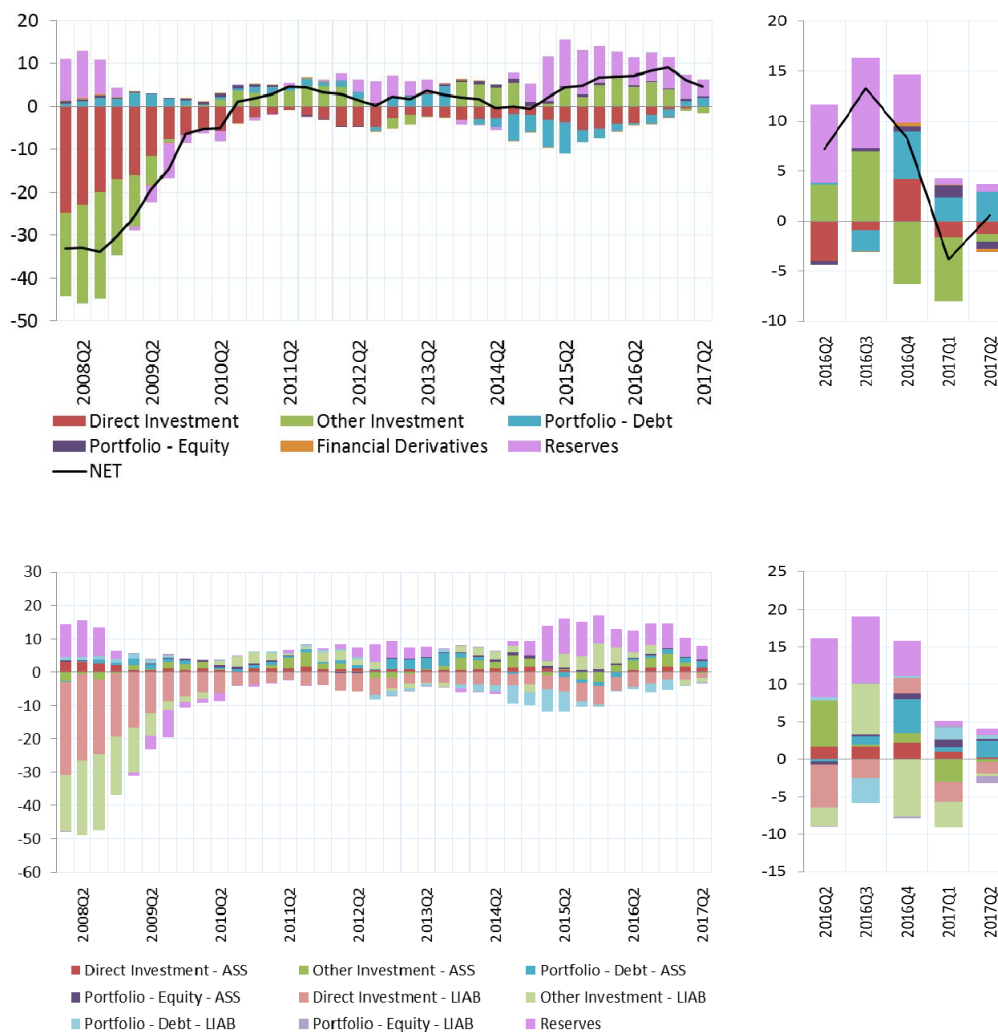 20
10
0
-10
-20
-30
-40
-50
2008Q2
2009Q2
2010Q2
2011Q2
2012Q2
2013Q2
2014Q2
2015Q2
2016Q2
2017Q2
Direct Investment Other Investment Portfolio - Debt
Portfolio - Equity Financial Derivatives Reserves
NET
20
15
10
5
0
-5
-10
2016Q2
2016Q3
2016Q4
2017Q1
2017Q2
30
20
10
0
-10
-20
-30
-40
-50
-60
2008Q2
2009Q2
2010Q2
2011Q2
2012Q2
2013Q2
2014Q2
2015Q2
2016Q2
2017Q2
Direct Investment - ASS Other Investment - ASS Portfolio - Debt - ASS
Portfolio - Equity - ASS Direct Investment - LIAB Other Investment - LIAB
Portfolio - Debt - LIAB Portfolio - Equity - LIAB Reserves
25
20
15
10
5
0
-5
-10
-15
2016Q2
2016Q3
2016Q4
2017Q1
2017Q2